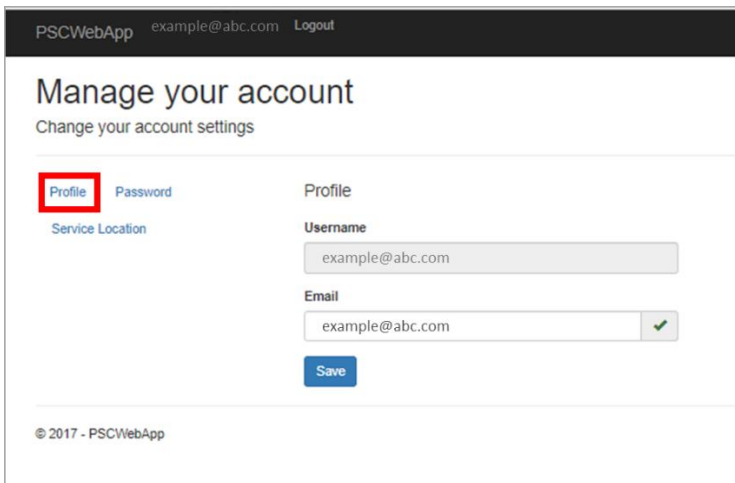 PSCWebApp example@abc.com Logout
Manage your account
Change your account settings
Profile Password
Service Location
Profile
Username
example@abc.com
Email
example@abc.com
Save
© 2017 - PSCWebApp